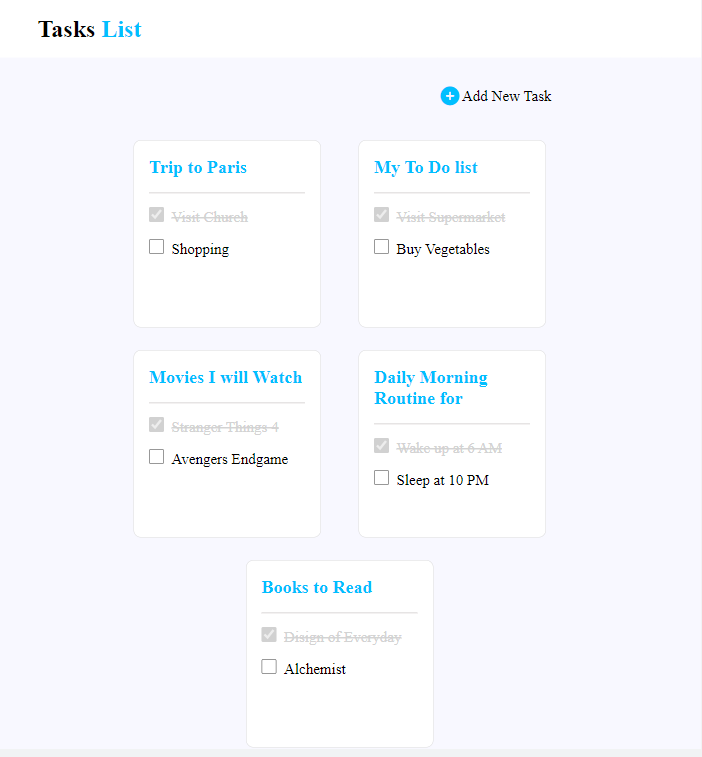 Tasks List
Add New Task
Trip to Paris
Visit Church
Shopping
My To Do list
Visit Supermarket
Buy Vegetables
Movies I will Watch
Stranger Things 4
Avengers Endgame
Daily Morning
Routine for
Wake up at 6 AM
Sleep at 10 PM
Books to Read
Disign of Everyday
Alchemist